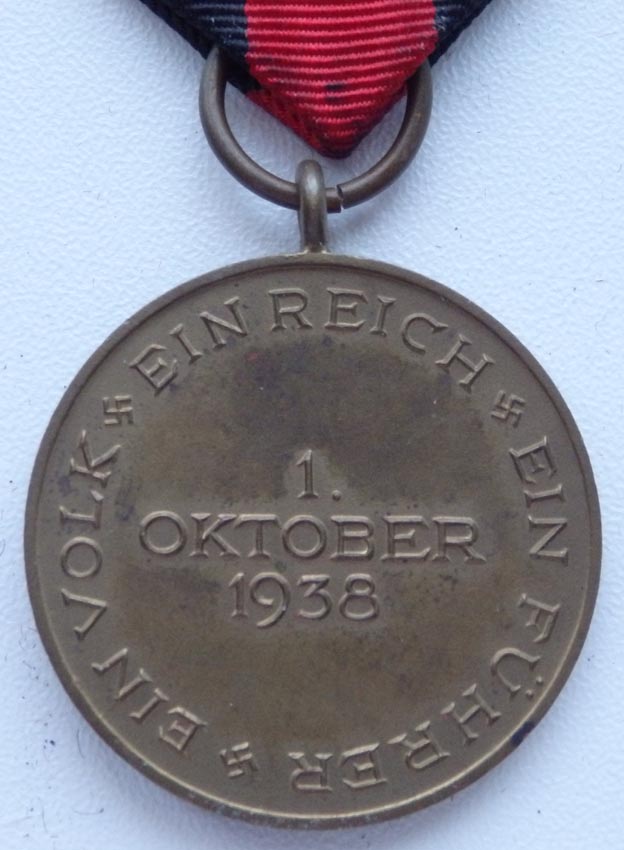 EIN VOLK EIN REICH EIN FÜHRER
1.
OKTOBER
1938